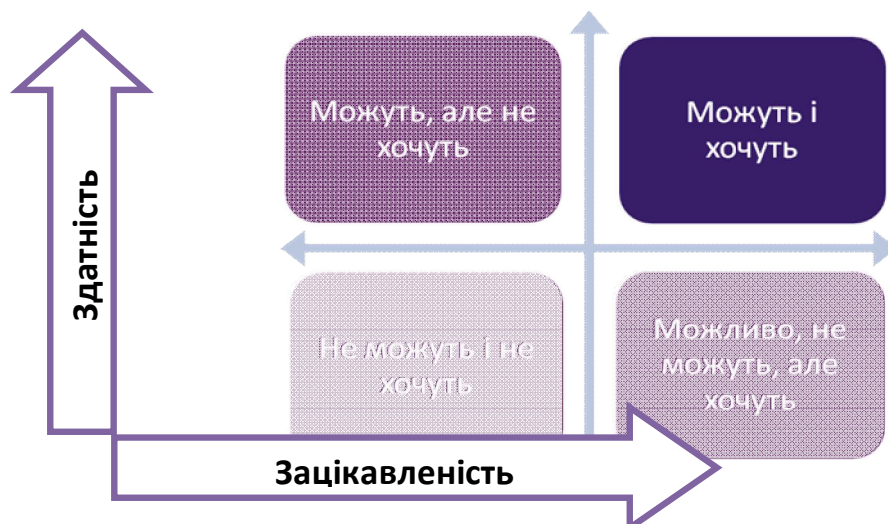 Можуть, але не
хочуть
Можуть і
хочуть
Здатність
Не можуть і не
хочуть
Можливо, не
можуть, але
хочуть
Зацікавленість